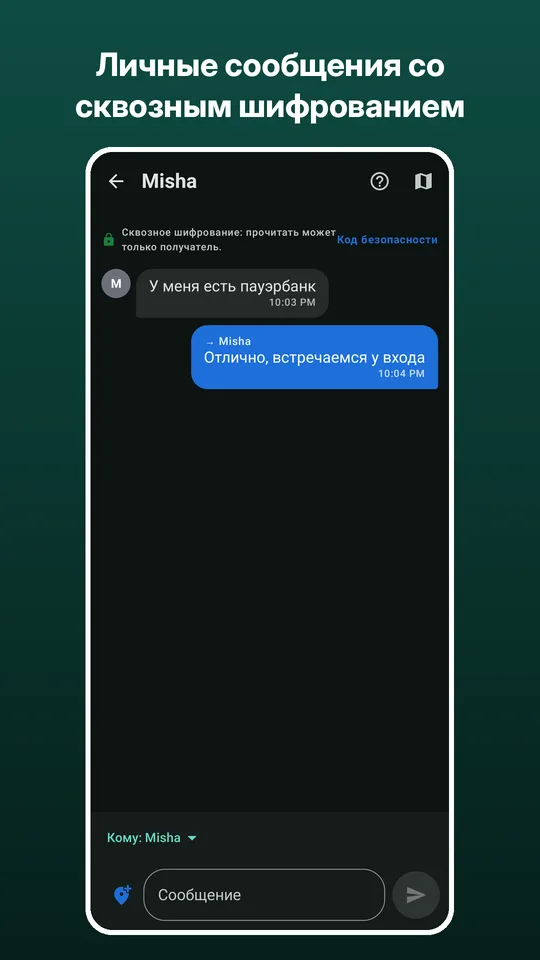 Личные сообщения со
сквозным шифрованием
Misha
Сквозное шифрование: прочитать может
только получатель.
Код безопасности
M
У меня есть пауэрбанк
10:03 PM
→ Misha
Отлично, встречаемся у входа
10:04 PM
Кому: Misha
Сообщение